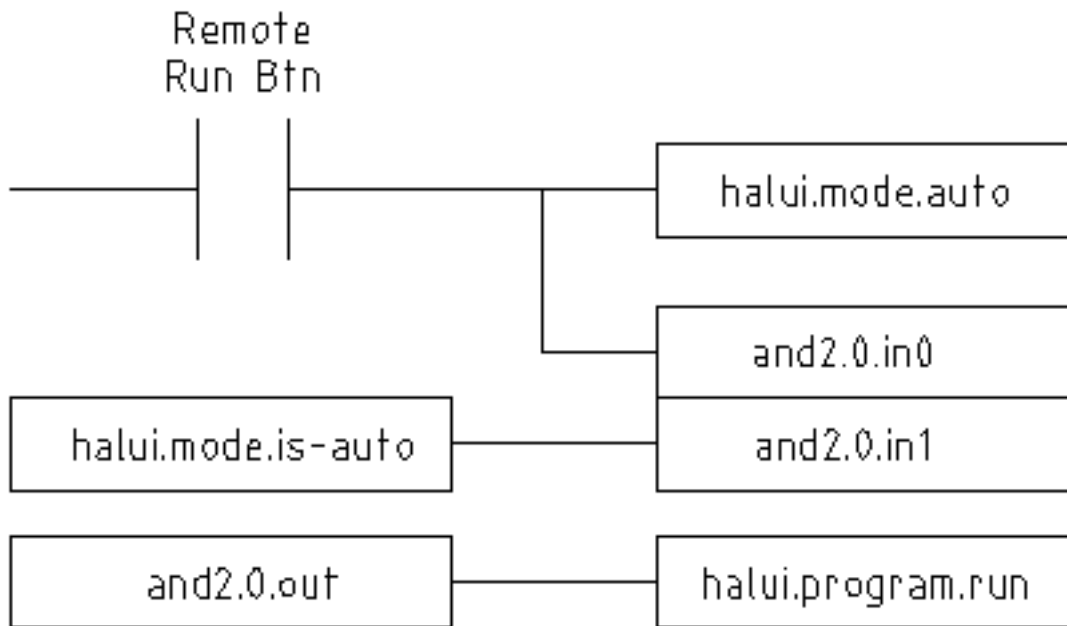 Remote
Run Btn
halui.mode.auto
and2.0.in0
halui.mode.is-auto
and2.0.in1
and2.0.out
halui.program.run